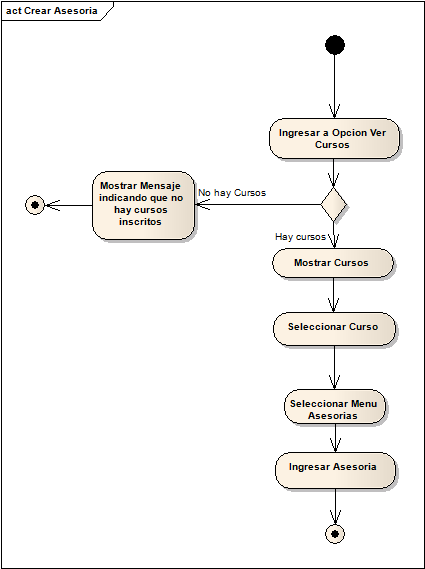 act Crear Asesoria
Ingresar a Opcion Ver
Cursos
No hay Cursos
Mostrar Mensaje
indicando que no
hay cursos
inscritos
Hay cursos
Mostrar Cursos
Seleccionar Curso
Seleccionar Menu
Asesorias
Ingresar Asesoria